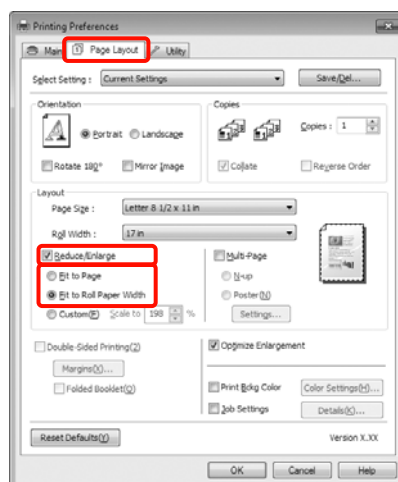 Printing Preferences
Main Page Layout Utility
Select Setting : Current Settings Save/Del...
Orientation Copies
Portrait Landscape Copies : 1
Rotate 180° Mirror Image Collate Reverse Order
Layout
Page Size : Letter 8 1/2 x 11 in
Roll Width : 17 in
Reduce/Enlarge Multi-Page
Fit to Page N-up
Fit to Roll Paper Width Poster(N)
Custom(F) Scale to 198 % Settings...
Double-Sided Printing(2) Optimize Enlargement
Margins(X)...
Folded Booklet(Q) Print Bckg Color Color Settings(H)...
Job Settings Details(K)...
Reset Defaults(Y) Version X.XX
OK Cancel Help